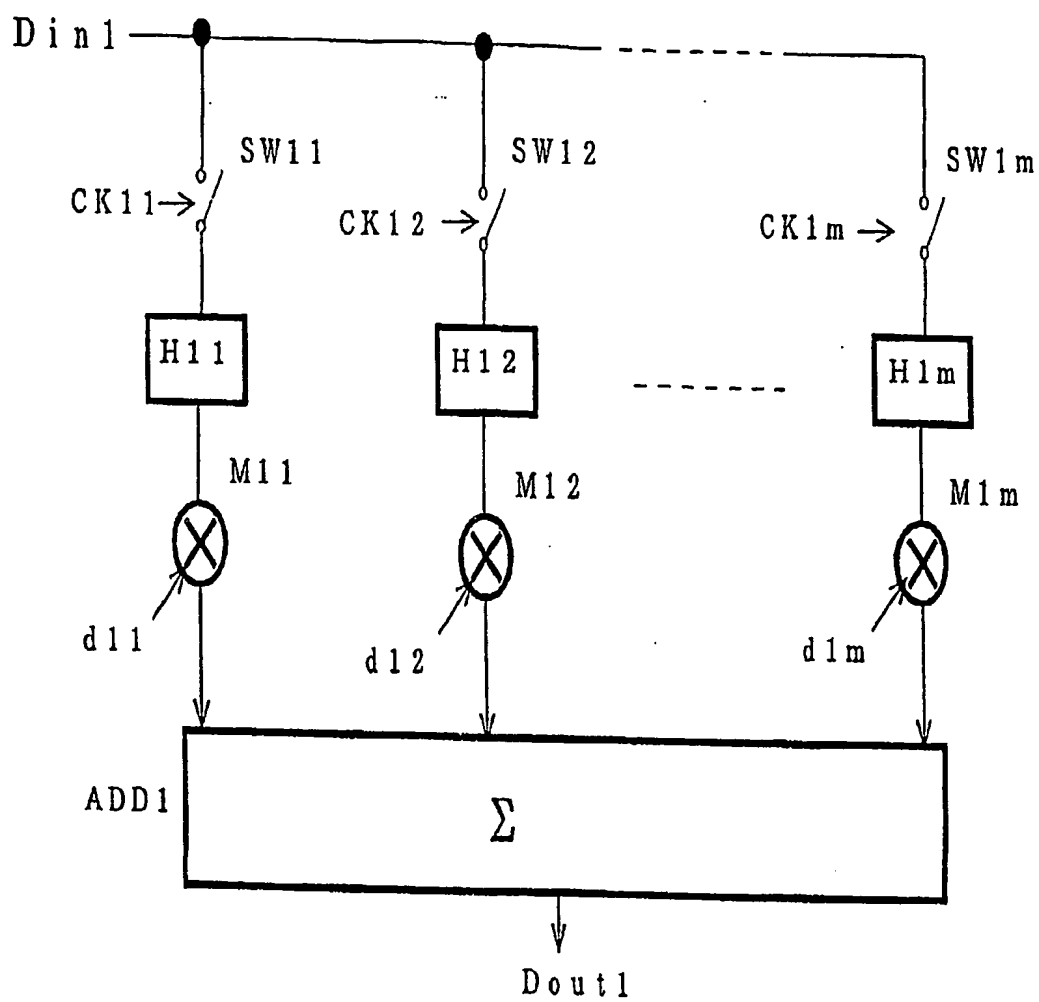 Din1
SW11
SW12
SW1m
CK11
CK12
CK1m
H11
H12
H1m
M11
M12
M1m
d11
d12
d1m
ADD1
Σ
Dout1